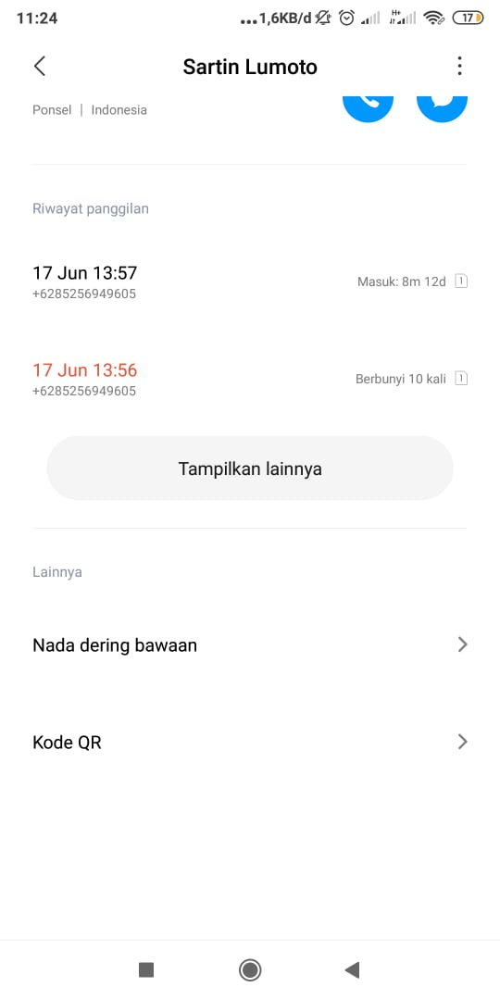 11:24
...1,6KB/d
H+
17
Sartin Lumoto
Ponsel | Indonesia
Riwayat panggilan
17 Jun 13:57
Masuk: 8m 12d 1
+6285256949605
17 Jun 13:56
Berbunyi 10 kali 1
+6285256949605
Tampilkan lainnya
Lainnya
Nada dering bawaan
Kode QR